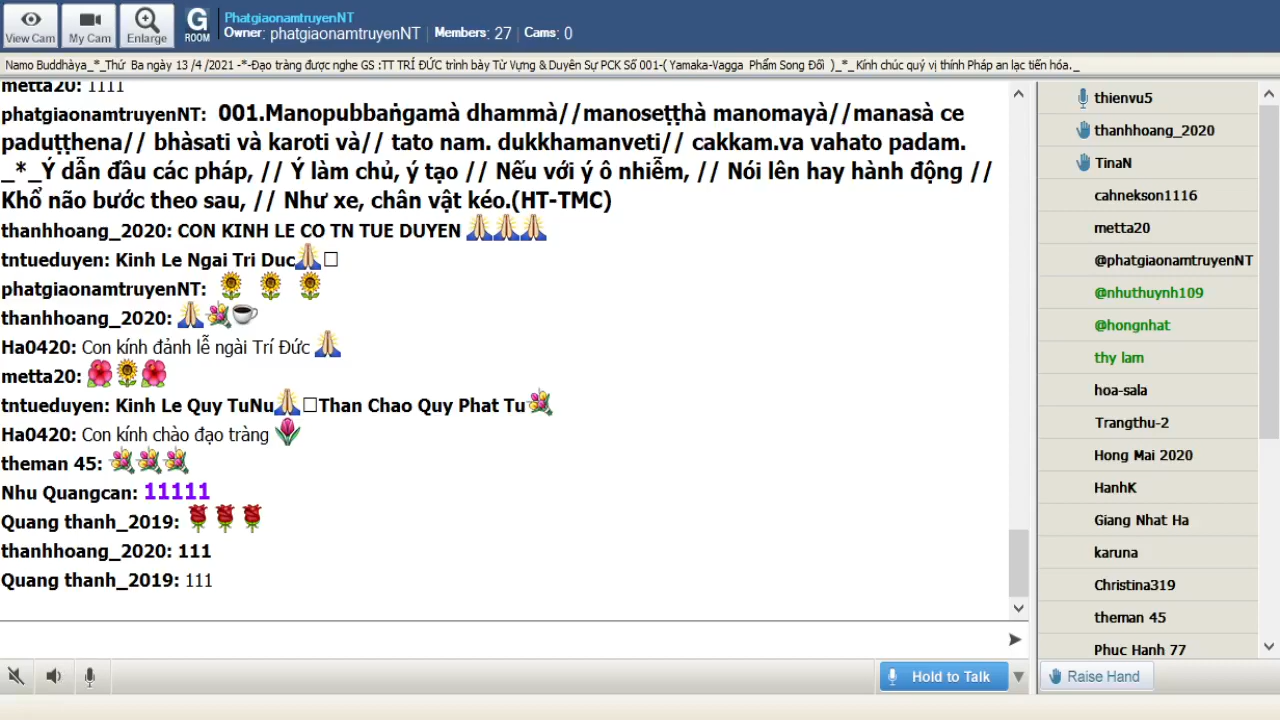 View Cam
My Cam
Enlarge
G ROOM
PhatgiaonamtruyenNT
Owner: phatgiaonamtruyenNT | Members: 27 | Cams: 0
Namo Buddhàya_*_Thứ Ba ngày 13 /4 /2021 -*-Đạo tràng được nghe GS :TT TRÍ ĐỨC trình bày Từ Vựng & Duyên Sự PCK Số 001-( Yamaka-Vagga Phẩm Song Đối )_*_ Kính chúc quý vị thính Pháp an lạc tiến hóa._
metta20: 1111
phatgiaonamtruyenNT: 001.Manopubbaṅgamà dhammà//manoseṭṭhà manomayà//manasà ce
paduṭṭhena// bhàsati và karoti và// tato nam. dukkhamanveti// cakkam.va vahato padam.
_*_Ý dẫn đầu các pháp, // Ý làm chủ, ý tạo // Nếu với ý ô nhiễm, // Nói lên hay hành động //
Khổ não bước theo sau, // Như xe, chân vật kéo.(HT-TMC)
thanhhoang_2020: CON KINH LE CO TN TUE DUYEN 🙏🙏🙏
tntueduyen: Kinh Le Ngai Tri Duc🙏□
phatgiaonamtruyenNT: 🌻 🌻 🌻
thanhhoang_2020: 🙏💐☕
Ha0420: Con kính đảnh lễ ngài Trí Đức 🙏
metta20: 🌺🌻🌺
tntueduyen: Kinh Le Quy TuNu🙏□Than Chao Quy Phat Tu💐
Ha0420: Con kính chào đạo tràng 🌷
theman 45: 💐💐💐
Nhu Quangcan: 11111
Quang thanh_2019: 🌹🌹🌹
thanhhoang_2020: 111
Quang thanh_2019: 111
thienvu5
thanhhoang_2020
TinaN
cahnekson1116
metta20
@phatgiaonamtruyenNT
@nhuthuynh109
@hongnhat
thy lam
hoa-sala
Trangthu-2
Hong Mai 2020
HanhK
Giang Nhat Ha
karuna
Christina319
theman 45
Phuc Hanh 77
Hold to Talk
Raise Hand